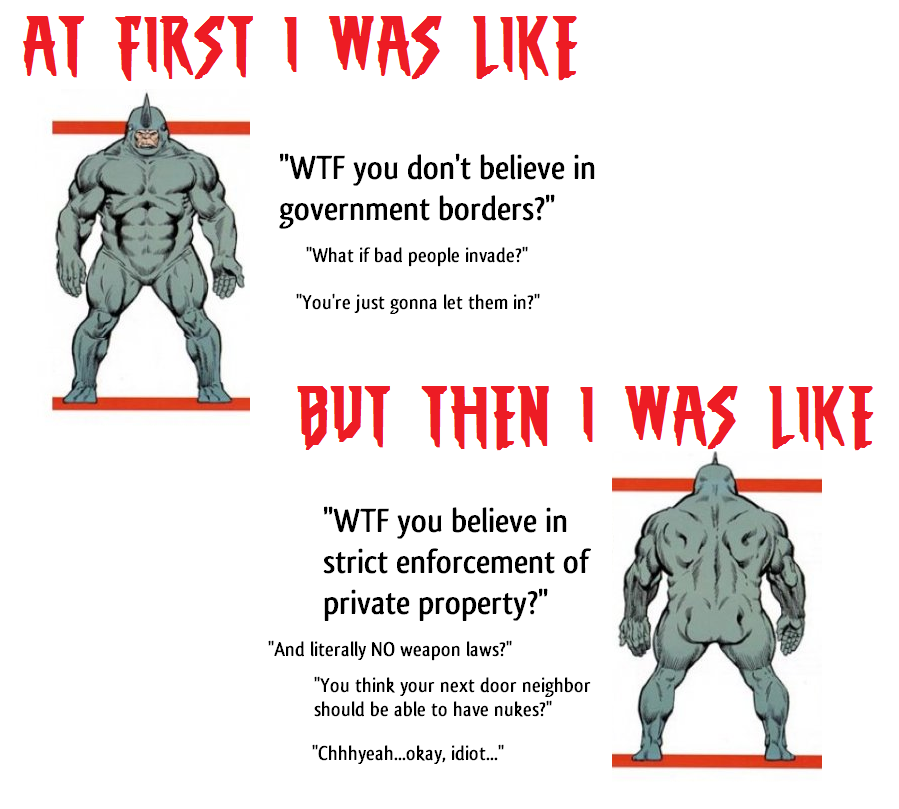 AT FIRST I WAS LIKE
"WTF you don't believe in
government borders?"
"What if bad people invade?"
"You're just gonna let them in?"
BUT THEN I WAS LIKE
"WTF you believe in
strict enforcement of
private property?"
"And literally NO weapon laws?"
"You think your next door neighbor
should be able to have nukes?"
"Chhhyeah...okay, idiot..."